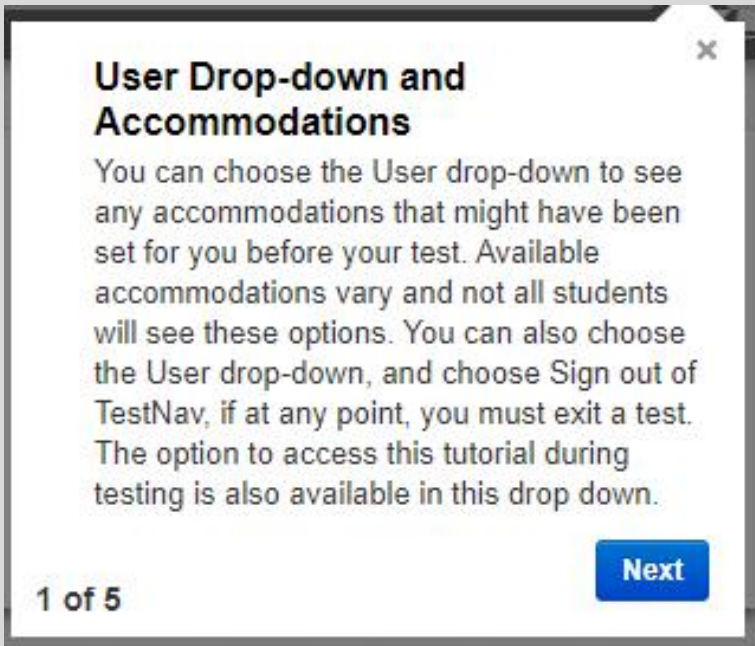 ×
User Drop-down and
Accommodations
You can choose the User drop-down to see
any accommodations that might have been
set for you before your test. Available
accommodations vary and not all students
will see these options. You can also choose
the User drop-down, and choose Sign out of
TestNav, if at any point, you must exit a test.
The option to access this tutorial during
testing is also available in this drop down.
Next
1 of 5